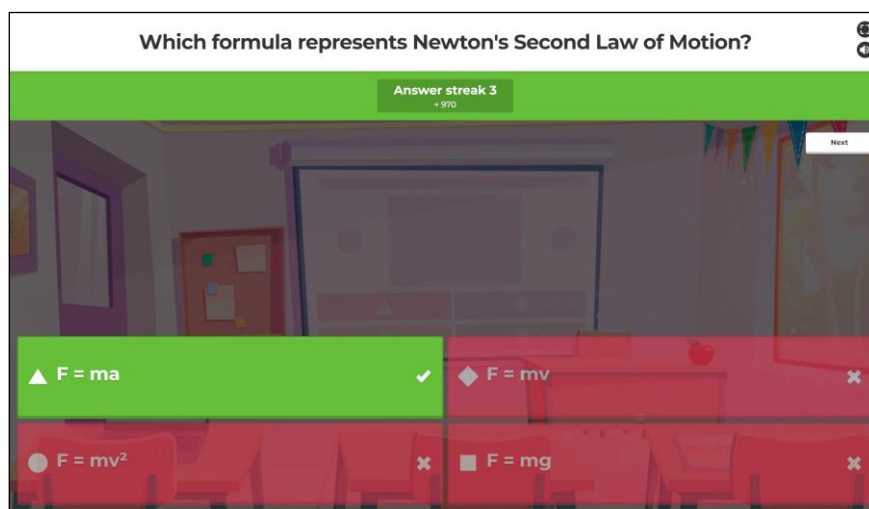 Which formula represents Newton's Second Law of Motion?
Answer streak 3
+ 970
Next
F = ma
F = mv
F = mv²
F = mg